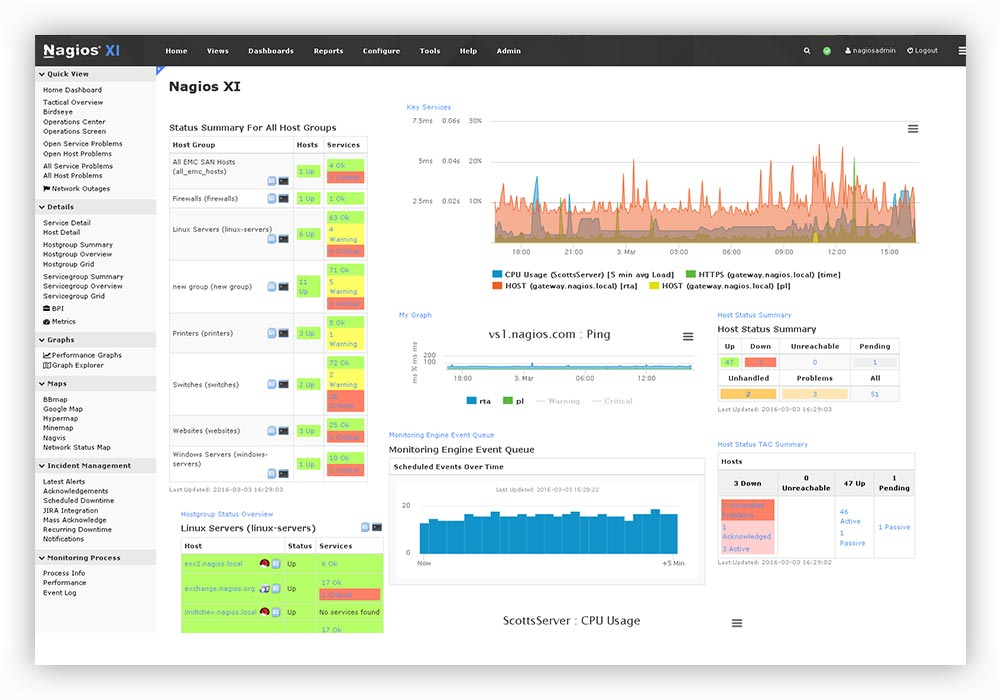 Nagios® XI
Home Views Dashboards Reports Configure Tools Help Admin
nagiosadmin Logout
Quick View
Home Dashboard
Tactical Overview
Birdseye
Operations Center
Operations Screen
Open Service Problems
Open Host Problems
All Service Problems
All Host Problems
Network Outages
Details
Service Detail
Host Detail
Hostgroup Summary
Hostgroup Overview
Hostgroup Grid
Servicegroup Summary
Servicegroup Overview
Servicegroup Grid
BPI
Metrics
Graphs
Performance Graphs
Graph Explorer
Maps
BBmap
Google Map
Hypermap
Minemap
Nagvis
Network Status Map
Incident Management
Latest Alerts
Acknowledgements
Scheduled Downtime
JIRA Integration
Mass Acknowledge
Recurring Downtime
Notifications
Monitoring Process
Process Info
Performance
Event Log
Nagios XI
Status Summary For All Host Groups
Host Group Hosts Services
All EMC SAN Hosts
(all_emc_hosts)
1 Up
4 Ok
Critical
Firewalls (firewalls) 1 Up 1 Ok
Linux Servers (linux-servers)
6 Up
63 Ok
4
Warning
Critical
new group (new group)
11
Up
71 Ok
5
Warning
Critical
Printers (printers)
3 Up
5 Ok
1
Warning
Switches (switches)
2 Up
72 Ok
2
Warning
Critical
Websites (websites)
3 Up
25 Ok
Critical
Windows Servers (windows-
servers)
1 Up
10 Ok
Critical
Last Updated: 2016-03-03 16:29:03
Hostgroup Status Overview
Linux Servers (linux-servers)
Host Status Services
esx2.nagios.local Up 6 Ok
exchange.nagios.org Up
17 Ok
1 Critical
lmiltchev.nagios.local Up No services found
17 Ok
Key Services
7.5ms 0.06s 30%
5ms 0.04s 20%
2.5ms 0.02s 10%
18:00 21:00 3. Mar 03:00 06:00 09:00 12:00 15:00
CPU Usage (ScottsServer) [5 min avg Load] HTTPS (gateway.nagios.local) [time]
HOST (gateway.nagios.local) [rta] HOST (gateway.nagios.local) [pl]
My Graph
vs1.nagios.com : Ping
ms % ms ms
200
100
18:00 3. Mar 06:00 12:00
rta pl Warning Critical
Monitoring Engine Event Queue
Monitoring Engine Event Queue
Scheduled Events Over Time
Last Updated: 2016-03-03 16:29:22
20
0
Now +5 Min
ScottsServer : CPU Usage
Host Status Summary
Host Status Summary
Up Down Unreachable Pending
47 0 1
Unhandled Problems All
2 3 51
Last Updated: 2016-03-03 16:29:03
Host Status TAC Summary
Hosts
3 Down
0
Unreachable
47 Up
1
Pending
2 Unhandled
Problems
1
Acknowledged
3 Active
46
Active
1
Passive
1 Passive
Last Updated: 2016-03-03 16:29:02